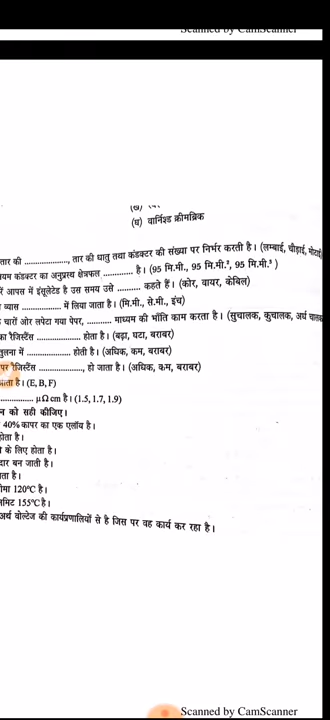 Scanned by CamScanner
(घ) वार्निश्ड क्रीमब्रिक
तार की ..................., तार की धातु तथा कंडक्टर की संख्या पर निर्भर करती है। (लम्बाई, चौड़ाई, मोटाई
यम कंडक्टर का अनुप्रस्थ क्षेत्रफल ............. है। (95 मि.मी., 95 मि.मी.², 95 मि.मी.³ )
में आपस में इंसुलेटेड है उस समय उसे .......... कहते हैं। (कोर, वायर, केबिल)
व्यास .................. में लिया जाता है। (मि.मी., से.मी., इंच)
चारों ओर लपेटा गया पेपर, .......... माध्यम की भाँति काम करता है। (सुचालक, कुचालक, अर्ध चालक
का रैजिस्टैंस .................... होता है। (बढ़ा, घटा, बराबर)
तुलना में .................... होती है। (अधिक, कम, बराबर)
पर रैजिस्टैंस ...................., हो जाता है। (अधिक, कम, बराबर)
है। (E, B, F)
............... μΩ cm है। (1.5, 1.7, 1.9)
न को सही कीजिए।
40% कापर का एक एलॉय है।
होता है।
के लिए होता है।
दार बन जाती है।
ता है।
120°C है।
155°C है।
अर्थ वोल्टेज की कार्यप्रणालियों से है जिस पर वह कार्य कर रहा है।
Scanned by CamScanner